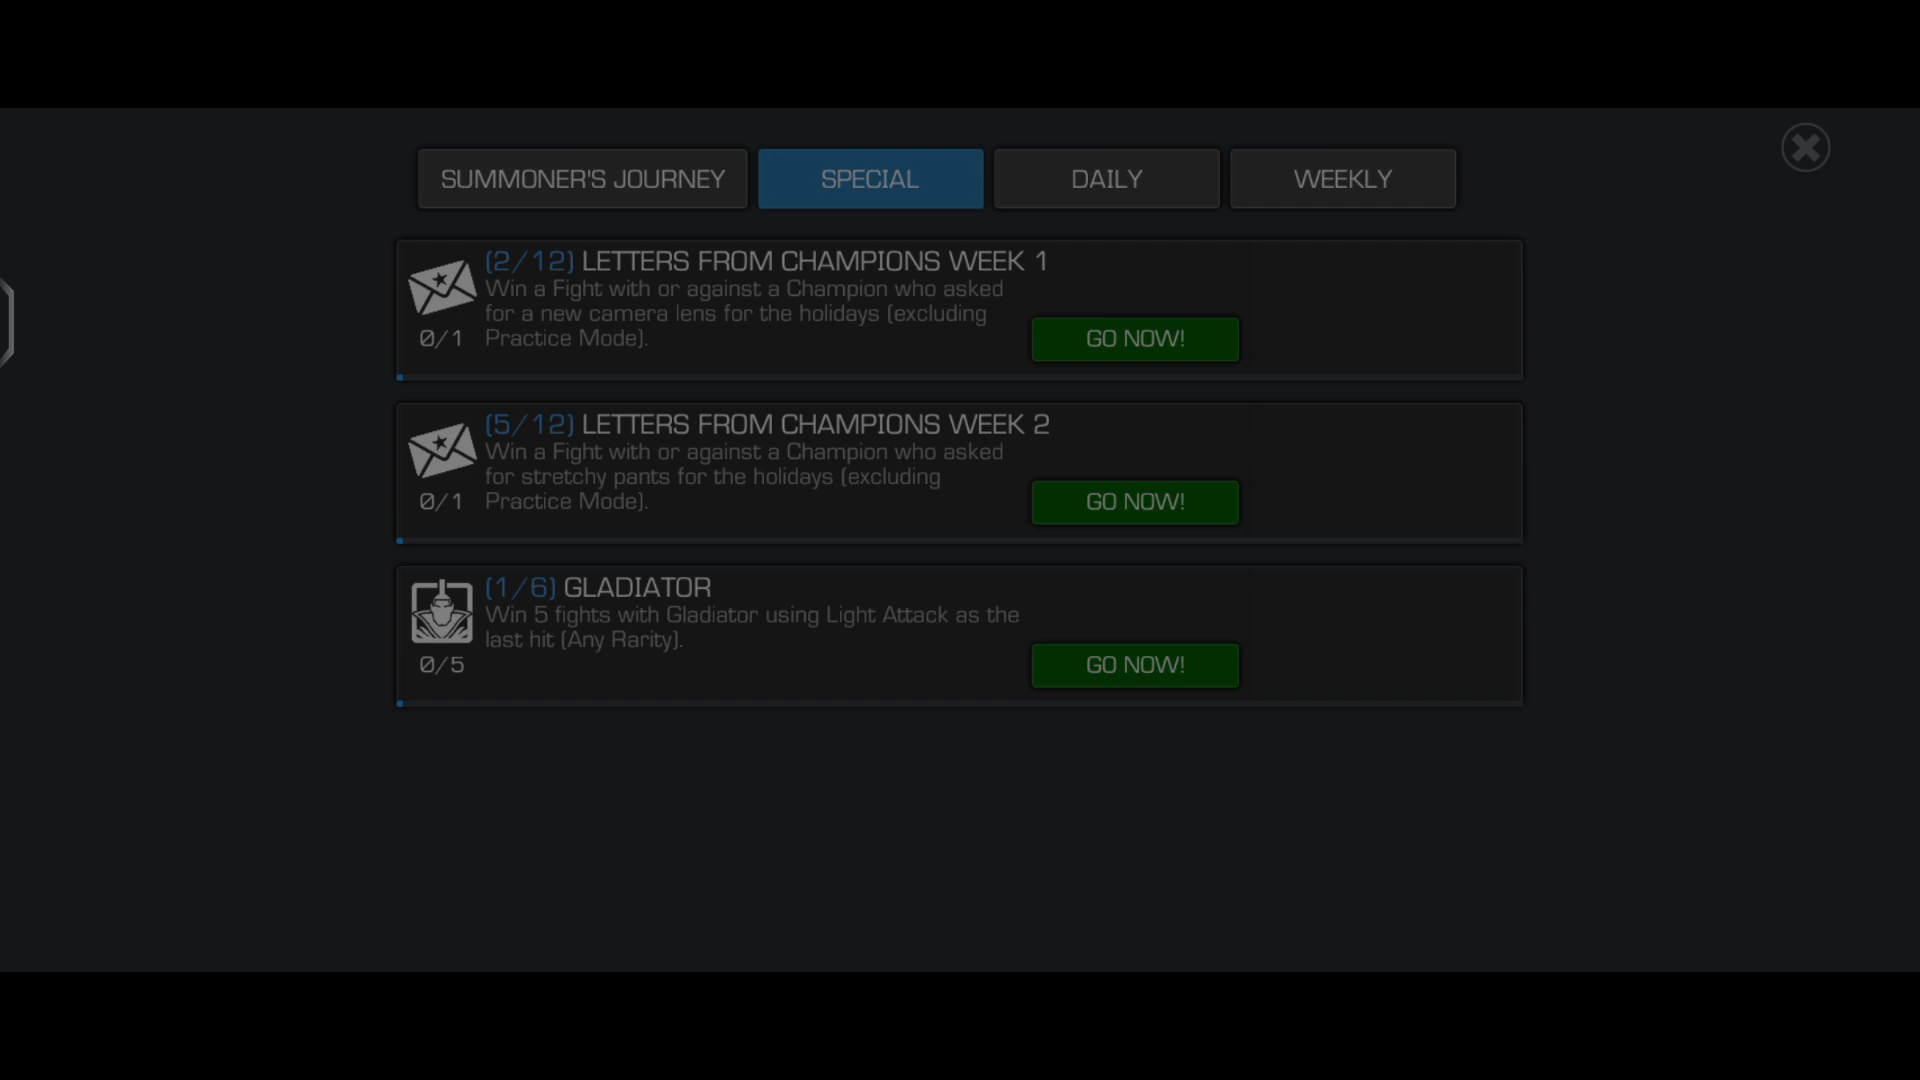 SUMMONER'S JOURNEY
SPECIAL
DAILY
WEEKLY
(2/12) LETTERS FROM CHAMPIONS WEEK 1
Win a Fight with or against a Champion who asked
for a new camera lens for the holidays (excluding
Practice Mode).
0/1
GO NOW!
(5/12) LETTERS FROM CHAMPIONS WEEK 2
Win a Fight with or against a Champion who asked
for stretchy pants for the holidays (excluding
Practice Mode).
0/1
GO NOW!
(1/6) GLADIATOR
Win 5 fights with Gladiator using Light Attack as the
last hit (Any Rarity).
0/5
GO NOW!